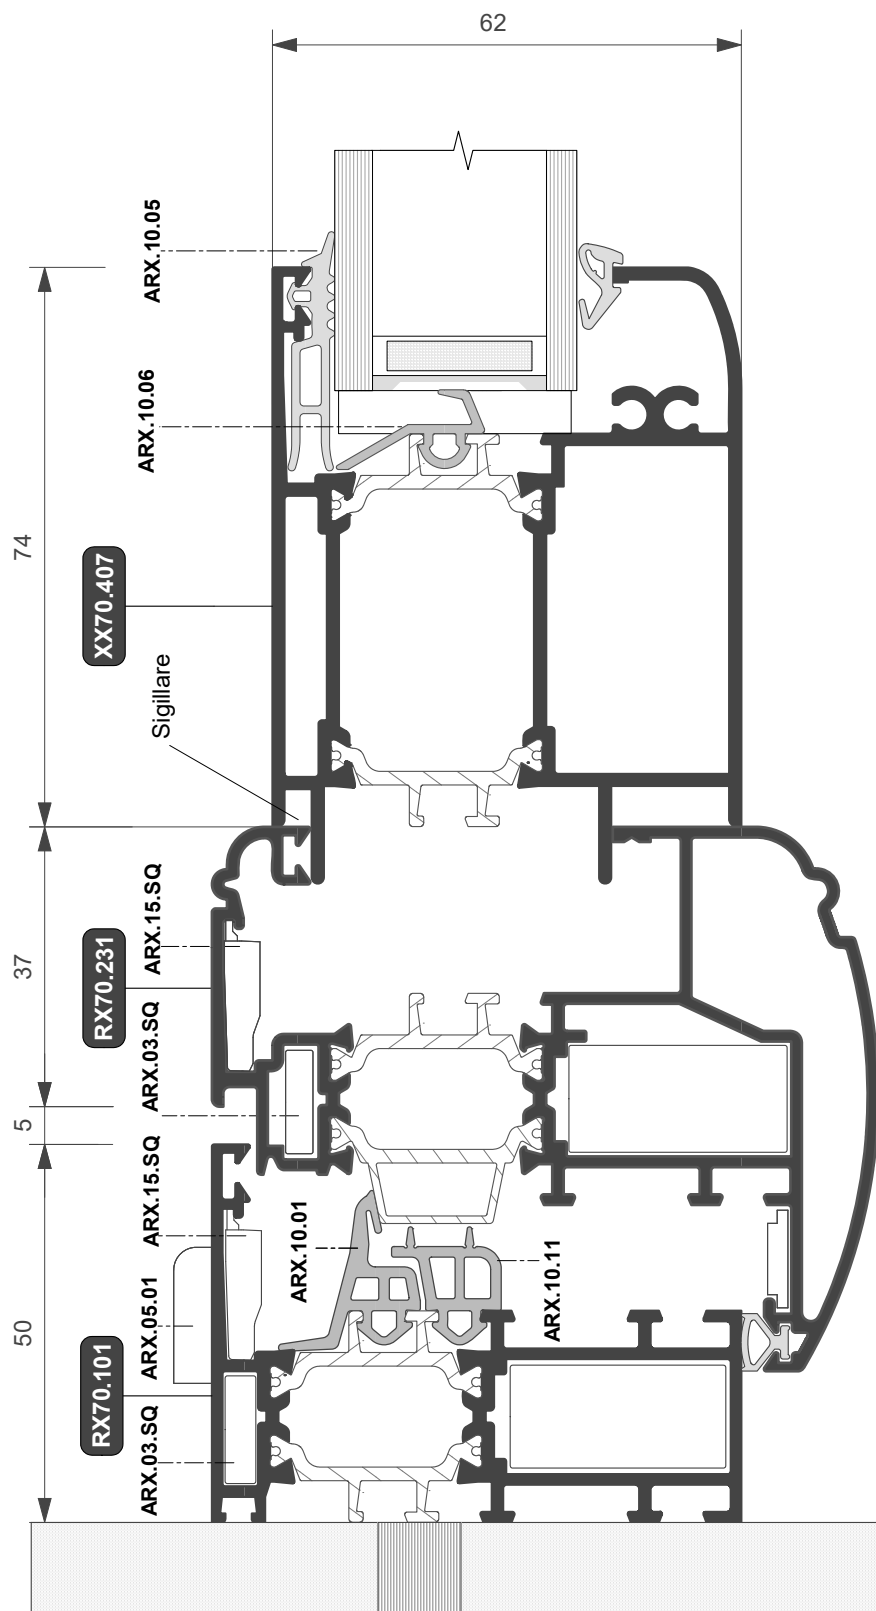 62
ARX.10.05
ARX.10.06
74
XX70.407
Sigillare
ARX.15.SQ
37
RX70.231
ARX.03.SQ
5
ARX.15.SQ
ARX.10.01
ARX.10.11
ARX.05.01
50
RX70.101
ARX.03.SQ